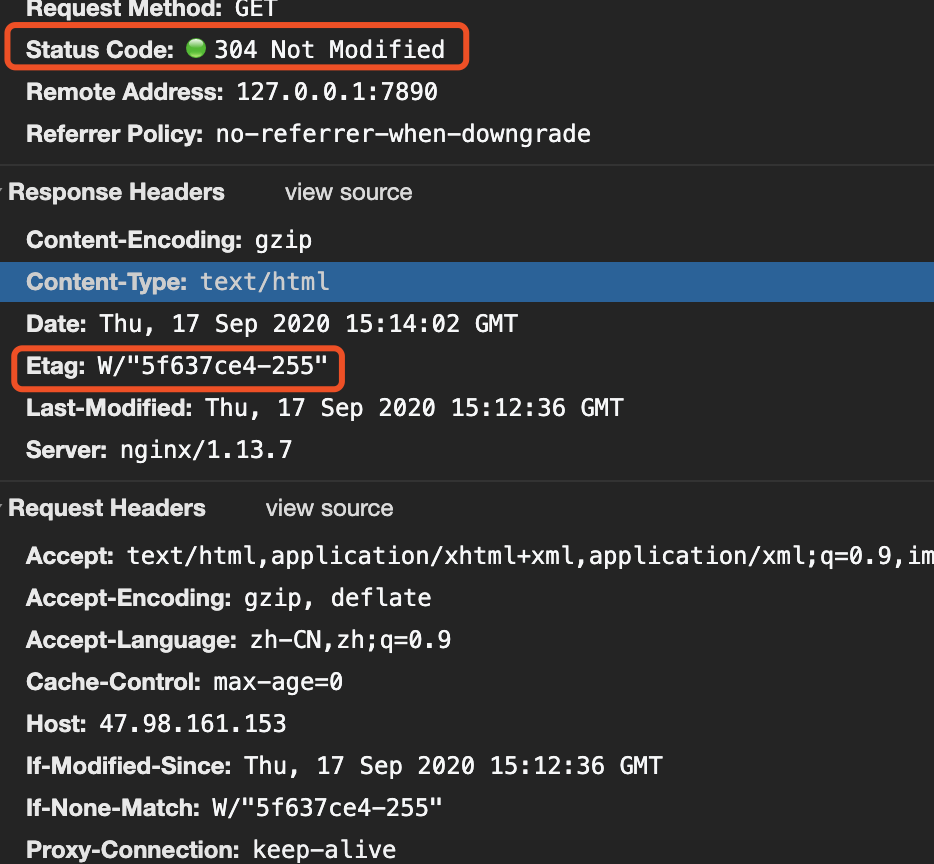 Request Method: GET
Status Code: 304 Not Modified
Remote Address: 127.0.0.1:7890
Referrer Policy: no-referrer-when-downgrade
Response Headers view source
Content-Encoding: gzip
Content-Type: text/html
Date: Thu, 17 Sep 2020 15:14:02 GMT
Etag: W/"5f637ce4-255"
Last-Modified: Thu, 17 Sep 2020 15:12:36 GMT
Server: nginx/1.13.7
Request Headers view source
Accept: text/html,application/xhtml+xml,application/xml;q=0.9,im
Accept-Encoding: gzip, deflate
Accept-Language: zh-CN,zh;q=0.9
Cache-Control: max-age=0
Host: 47.98.161.153
If-Modified-Since: Thu, 17 Sep 2020 15:12:36 GMT
If-None-Match: W/"5f637ce4-255"
Proxy-Connection: keep-alive